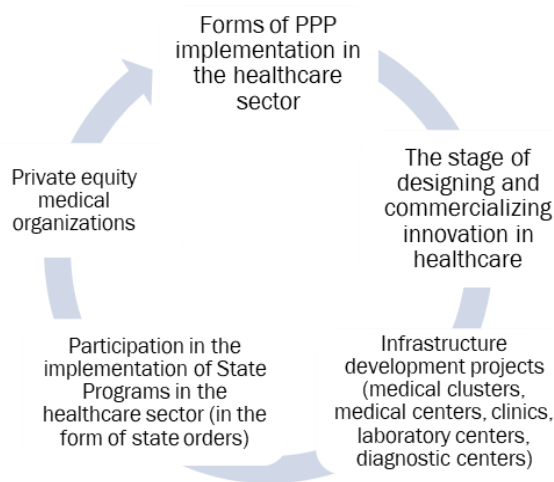 Forms of PPP
implementation in
the healthcare
sector
The stage of
designing and
commercializing
innovation in
healthcare
Infrastructure
development projects
(medical clusters,
medical centers, clinics,
laboratory centers,
diagnostic centers)
Participation in the
implementation of State
Programs in the
healthcare sector (in the
form of state orders)
Private equity
medical
organizations